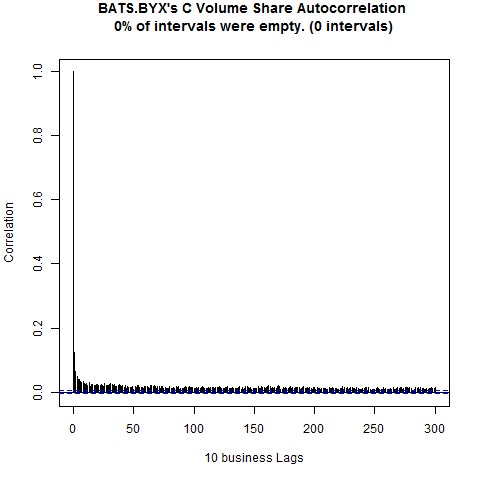 BATS.BYX's C Volume Share Autocorrelation
0% of intervals were empty. (0 intervals)
Correlation
1.0
0.8
0.6
0.4
0.2
0.0
0 50 100 150 200 250 300
10 business Lags